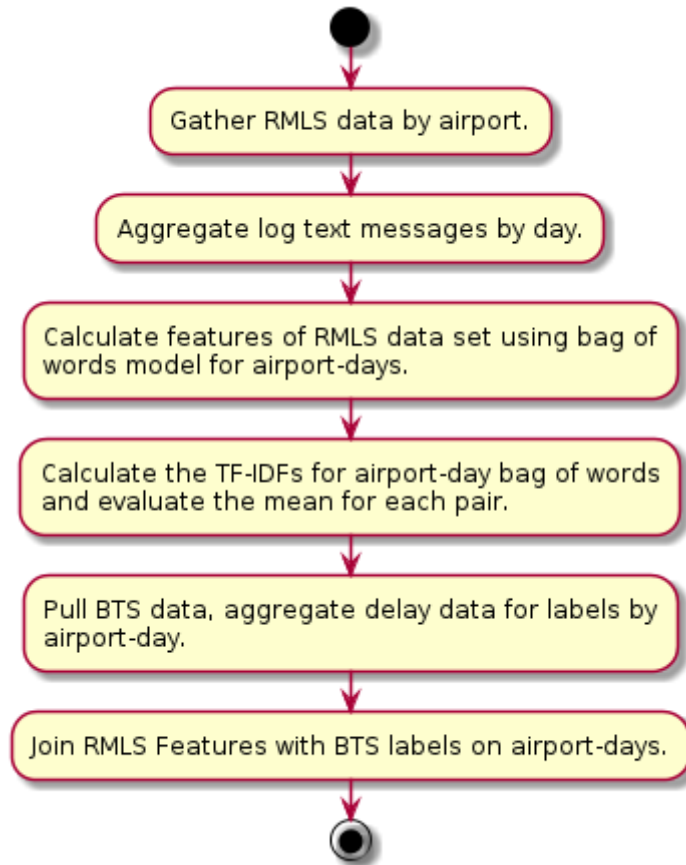 Gather RMLS data by airport.
Aggregate log text messages by day.
Calculate features of RMLS data set using bag of
words model for airport-days.
Calculate the TF-IDFs for airport-day bag of words
and evaluate the mean for each pair.
Pull BTS data, aggregate delay data for labels by
airport-day.
Join RMLS Features with BTS labels on airport-days.